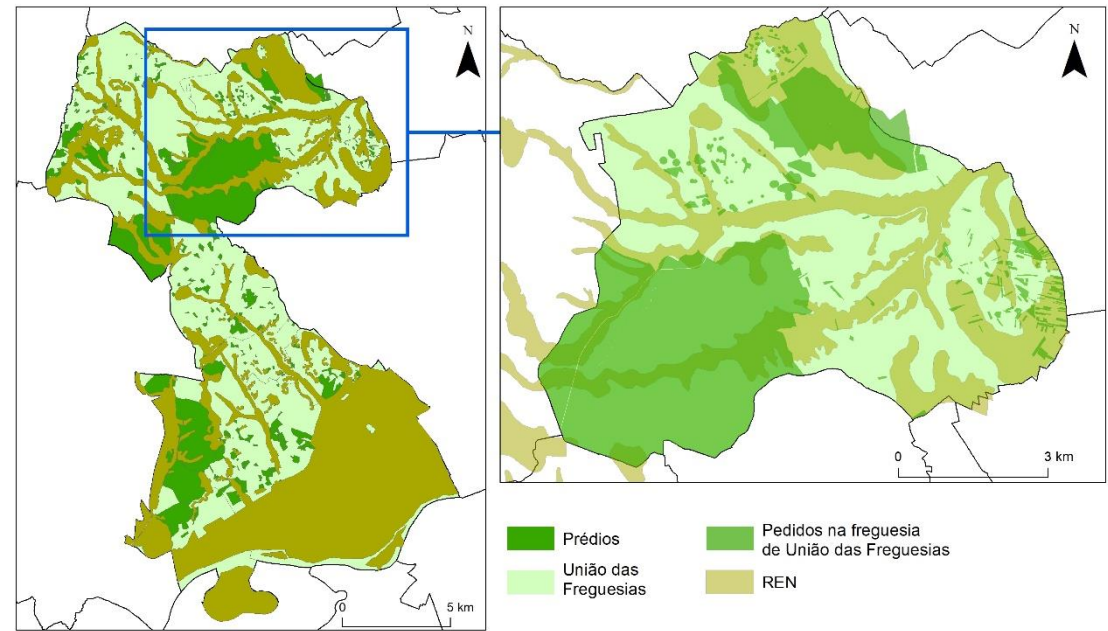 N
0
5 km
N
0
3 km
Prédios
União das
Freguesias
Pedidos na freguesia
de União das Freguesias
REN